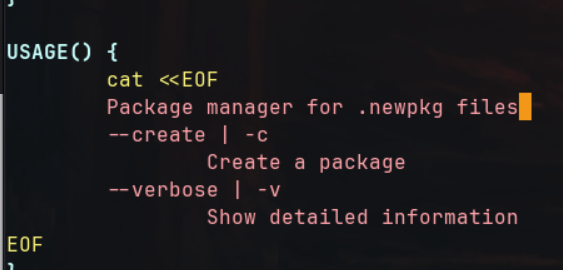 }
USAGE() {
cat <<EOF
Package manager for .newpkg files
--create | -c
Create a package
--verbose | -v
Show detailed information
EOF
}